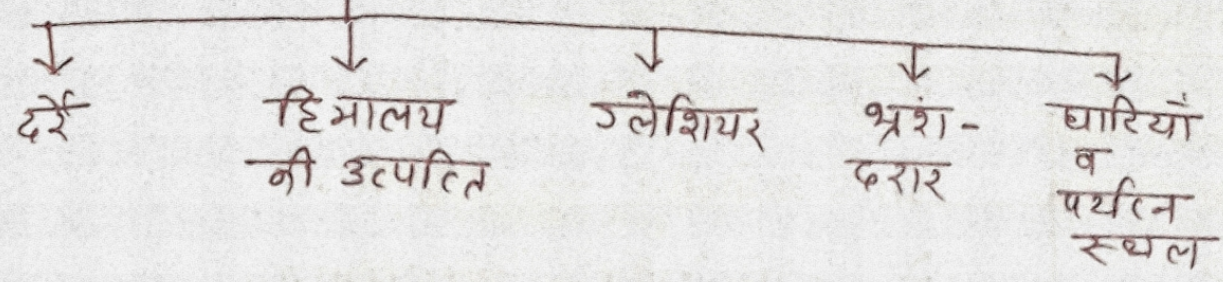 दर्रे
हिमालय
की उत्पत्ति
ग्लेशियर
भ्रंश-
दरार
घाटियाँ
व
पर्यटन
स्थल